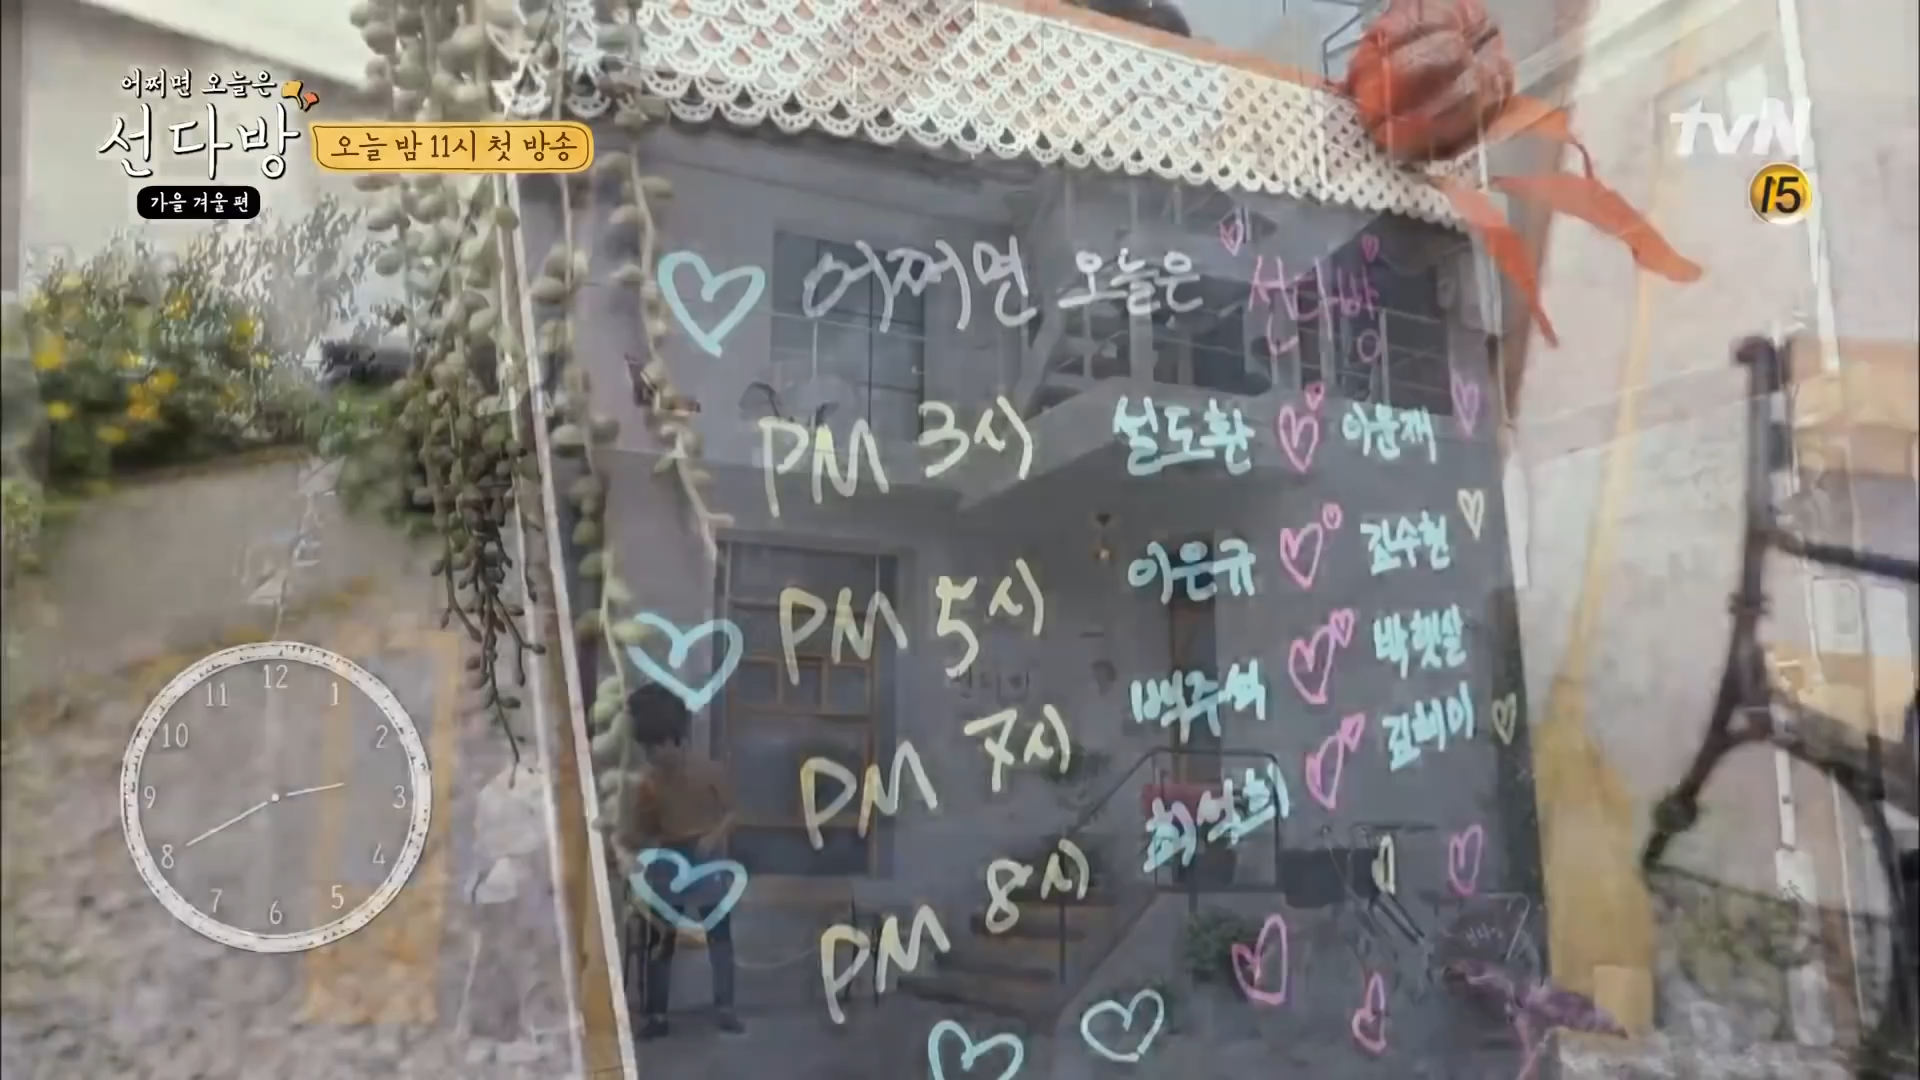 어쩌면 오늘은
선다방
오늘 밤 11시 첫 방송
가을 겨울 편
tvN
15
어쩌면 오늘은 선다방
PM 3시 설도환 이윤재
PM 5시 이은규 김수현
PM 7시 백주석 박햇살
PM 8시 최석희 김혜미
12
11 1
10 2
9 3
8 4
7 5
6